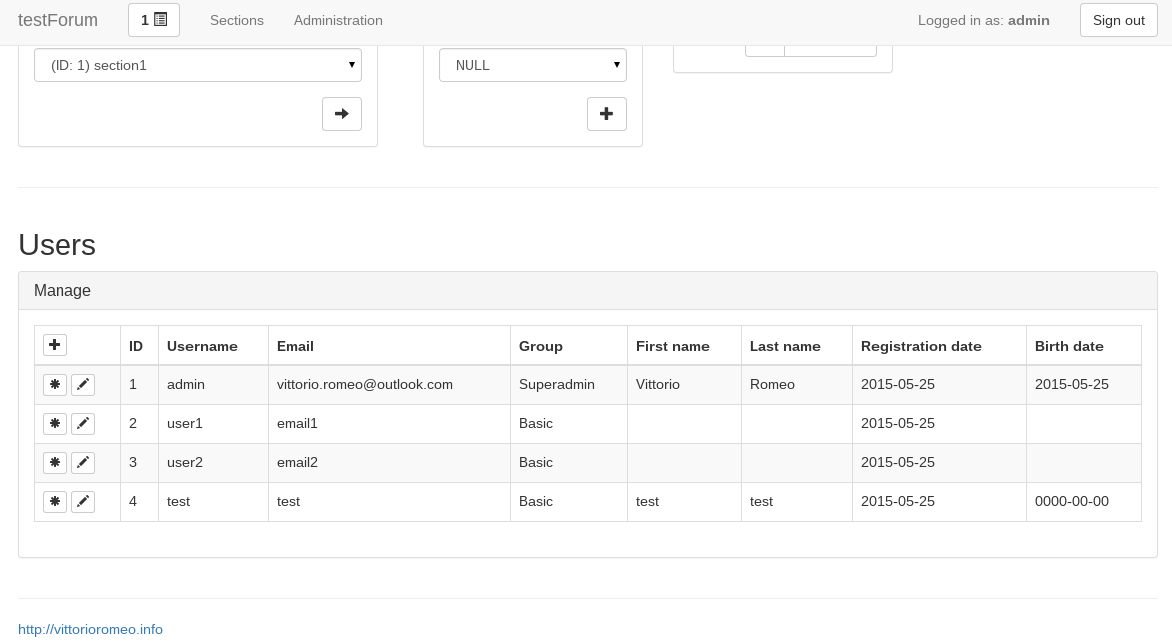 testForum 1 Sections Administration Logged in as: admin Sign out
(ID: 1) section1 NULL
Users
Manage
ID Username Email Group First name Last name Registration date Birth date
1 admin vittorio.romeo@outlook.com Superadmin Vittorio Romeo 2015-05-25 2015-05-25
2 user1 email1 Basic 2015-05-25
3 user2 email2 Basic 2015-05-25
4 test test Basic test test 2015-05-25 0000-00-00
http://vittorioromeo.info